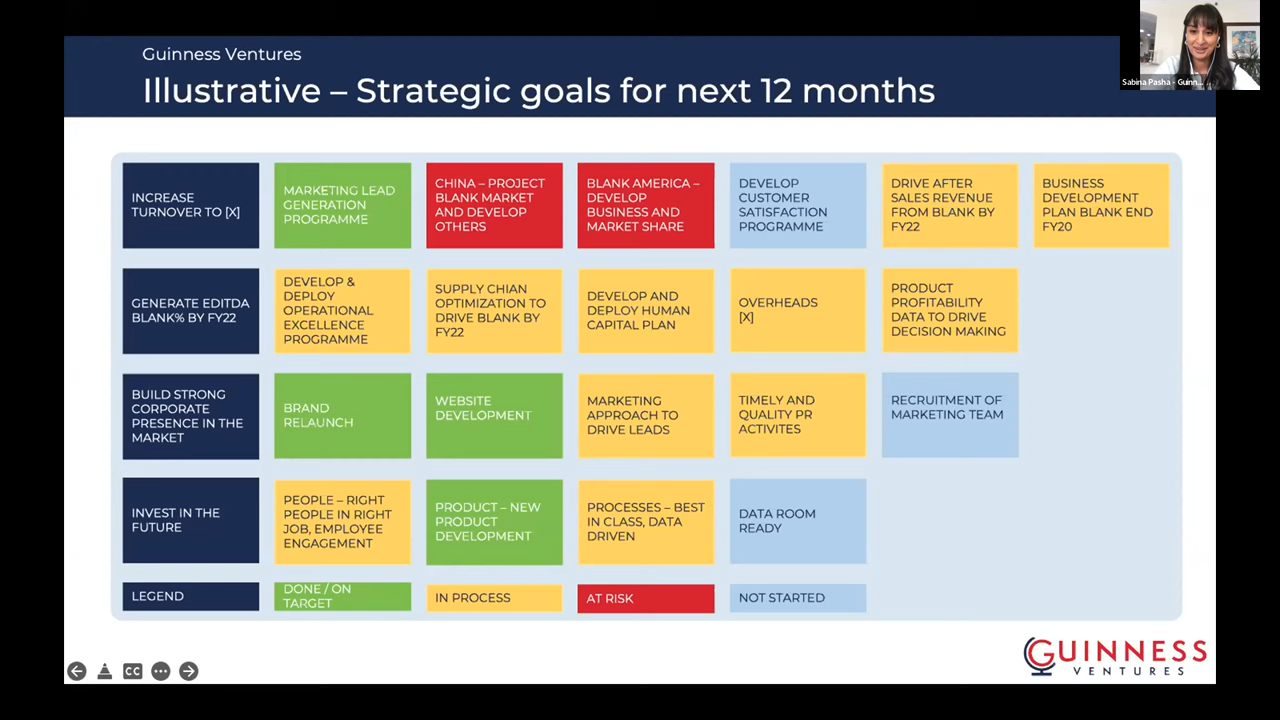 Guinness Ventures
Illustrative – Strategic goals for next 12 months
Sabina Pasha - Guinn...
INCREASE
TURNOVER TO [X]
MARKETING LEAD
GENERATION
PROGRAMME
CHINA – PROJECT
BLANK MARKET
AND DEVELOP
OTHERS
BLANK AMERICA –
DEVELOP
BUSINESS AND
MARKET SHARE
DEVELOP
CUSTOMER
SATISFACTION
PROGRAMME
DRIVE AFTER
SALES REVENUE
FROM BLANK BY
FY22
BUSINESS
DEVELOPMENT
PLAN BLANK END
FY20
GENERATE EDITDA
BLANK% BY FY22
DEVELOP &
DEPLOY
OPERATIONAL
EXCELLENCE
PROGRAMME
SUPPLY CHIAN
OPTIMIZATION TO
DRIVE BLANK BY
FY22
DEVELOP AND
DEPLOY HUMAN
CAPITAL PLAN
OVERHEADS
[X]
PRODUCT
PROFITABILITY
DATA TO DRIVE
DECISION MAKING
BUILD STRONG
CORPORATE
PRESENCE IN THE
MARKET
BRAND
RELAUNCH
WEBSITE
DEVELOPMENT
MARKETING
APPROACH TO
DRIVE LEADS
TIMELY AND
QUALITY PR
ACTIVITES
RECRUITMENT OF
MARKETING TEAM
INVEST IN THE
FUTURE
PEOPLE – RIGHT
PEOPLE IN RIGHT
JOB, EMPLOYEE
ENGAGEMENT
PRODUCT – NEW
PRODUCT
DEVELOPMENT
PROCESSES – BEST
IN CLASS, DATA
DRIVEN
DATA ROOM
READY
LEGEND
DONE / ON
TARGET
IN PROCESS
AT RISK
NOT STARTED
CC
GUINNESS
VENTURES